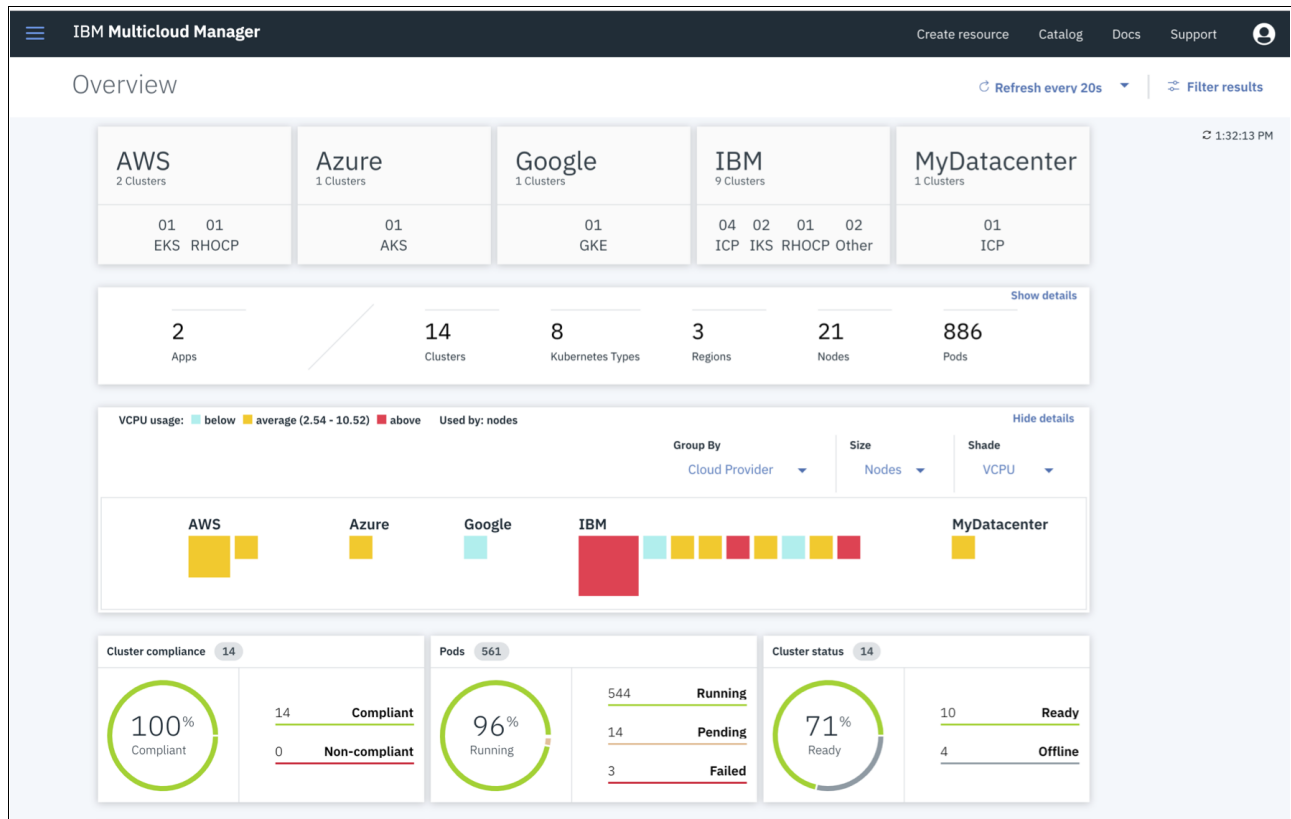 IBM Multicloud Manager
Create resource Catalog Docs Support
Overview
Refresh every 20s
Filter results
1:32:13 PM
AWS
2 Clusters
01 01
EKS RHOCP
Azure
1 Clusters
01
AKS
Google
1 Clusters
01
GKE
IBM
9 Clusters
04 02 01 02
ICP IKS RHOCP Other
MyDatacenter
1 Clusters
01
ICP
Show details
2 14 8 3 21 886
Apps Clusters Kubernetes Types Regions Nodes Pods
VCPU usage: below average (2.54 - 10.52) above Used by: nodes
Hide details
Group By Size Shade
Cloud Provider Nodes VCPU
AWS Azure Google IBM MyDatacenter
Cluster compliance 14
100%
Compliant
14 Compliant
0 Non-compliant
Pods 561
96%
Running
544 Running
14 Pending
3 Failed
Cluster status 14
71%
Ready
10 Ready
4 Offline